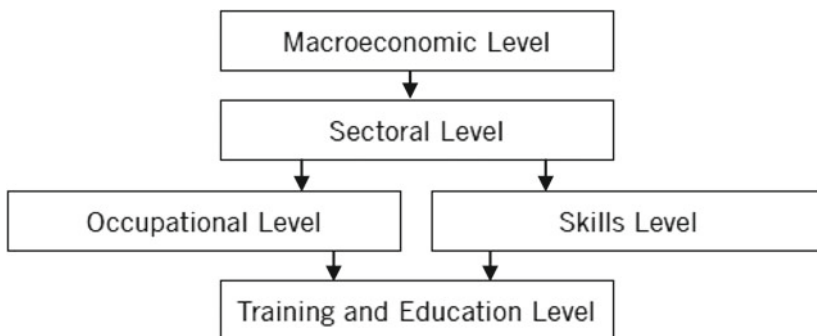 Macroeconomic Level
Sectoral Level
Occupational Level
Skills Level
Training and Education Level